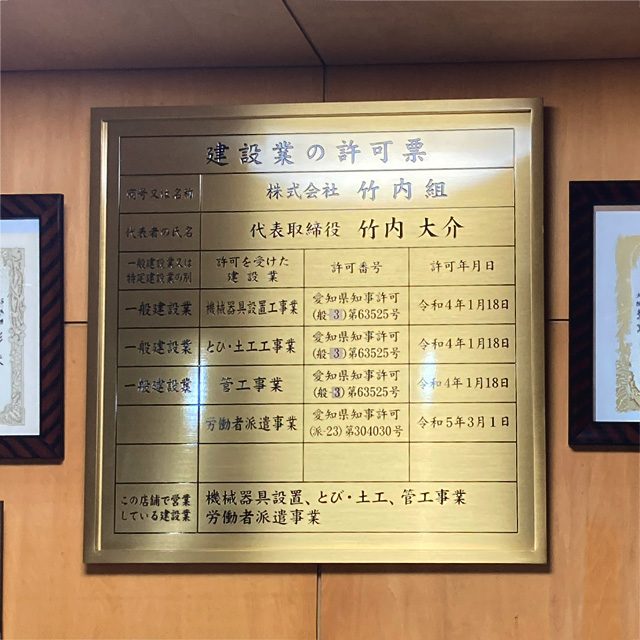 建設業の許可票
商号又は名称 株式会社 竹内組
代表者の氏名 代表取締役 竹内 大介
一般建設業又は 特定建設業の別 許可を受けた 建設業 許可番号 許可年月日
一般建設業 機械器具設置工事業 愛知県知事許可 (般-3)第63525号 令和4年1月18日
一般建設業 とび・土工工事業 愛知県知事許可 (般-3)第63525号 令和4年1月18日
一般建設業 管工事業 愛知県知事許可 (般-3)第63525号 令和4年1月18日
労働者派遣事業 愛知県知事許可 (派-23)第304030号 令和5年3月1日
この店舗で営業 している建設業 機械器具設置、とび・土工、管工事業
労働者派遣事業